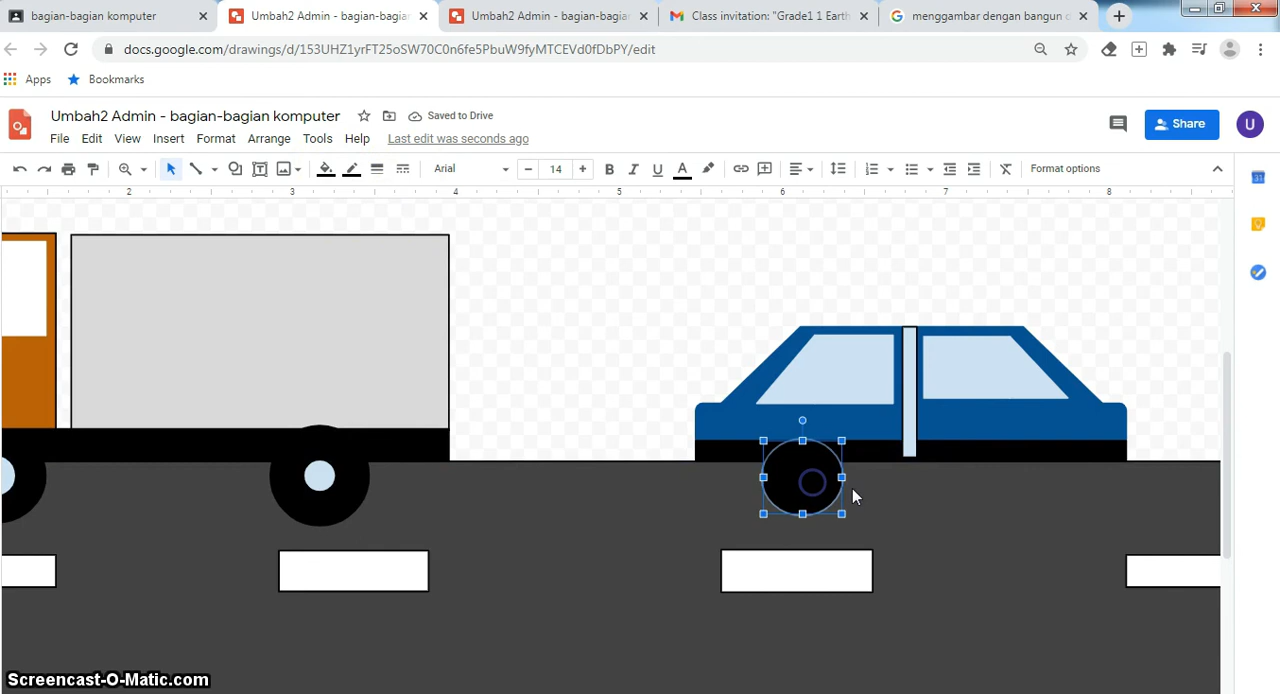 bagian-bagian komputer
Umbah2 Admin - bagian-bagia
Umbah2 Admin - bagian-bagia
Class invitation: "Grade1 1 Earth
menggambar dengan bangun d
docs.google.com/drawings/d/153UHZ1yrFT25oSW70C0n6fe5PbuW9fyMTCEVd0fDbPY/edit
Apps
Bookmarks
Umbah2 Admin - bagian-bagian komputer
Saved to Drive
File Edit View Insert Format Arrange Tools Help Last edit was seconds ago
Share
U
Arial 14 B I U A Format options
2 3 4 5 6 7 8
31
Screencast-O-Matic.com